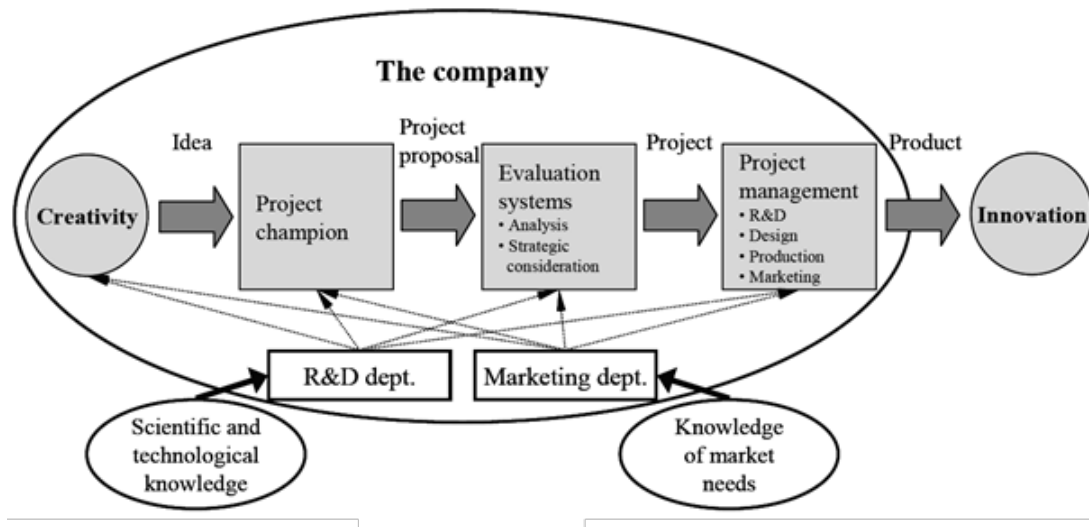 The company
Idea
Project
proposal
Project
Product
Creativity
Project
champion
Evaluation
systems
• Analysis
• Strategic
consideration
Project
management
• R&D
• Design
• Production
• Marketing
Innovation
R&D dept.
Marketing dept.
Scientific and
technological
knowledge
Knowledge
of market
needs